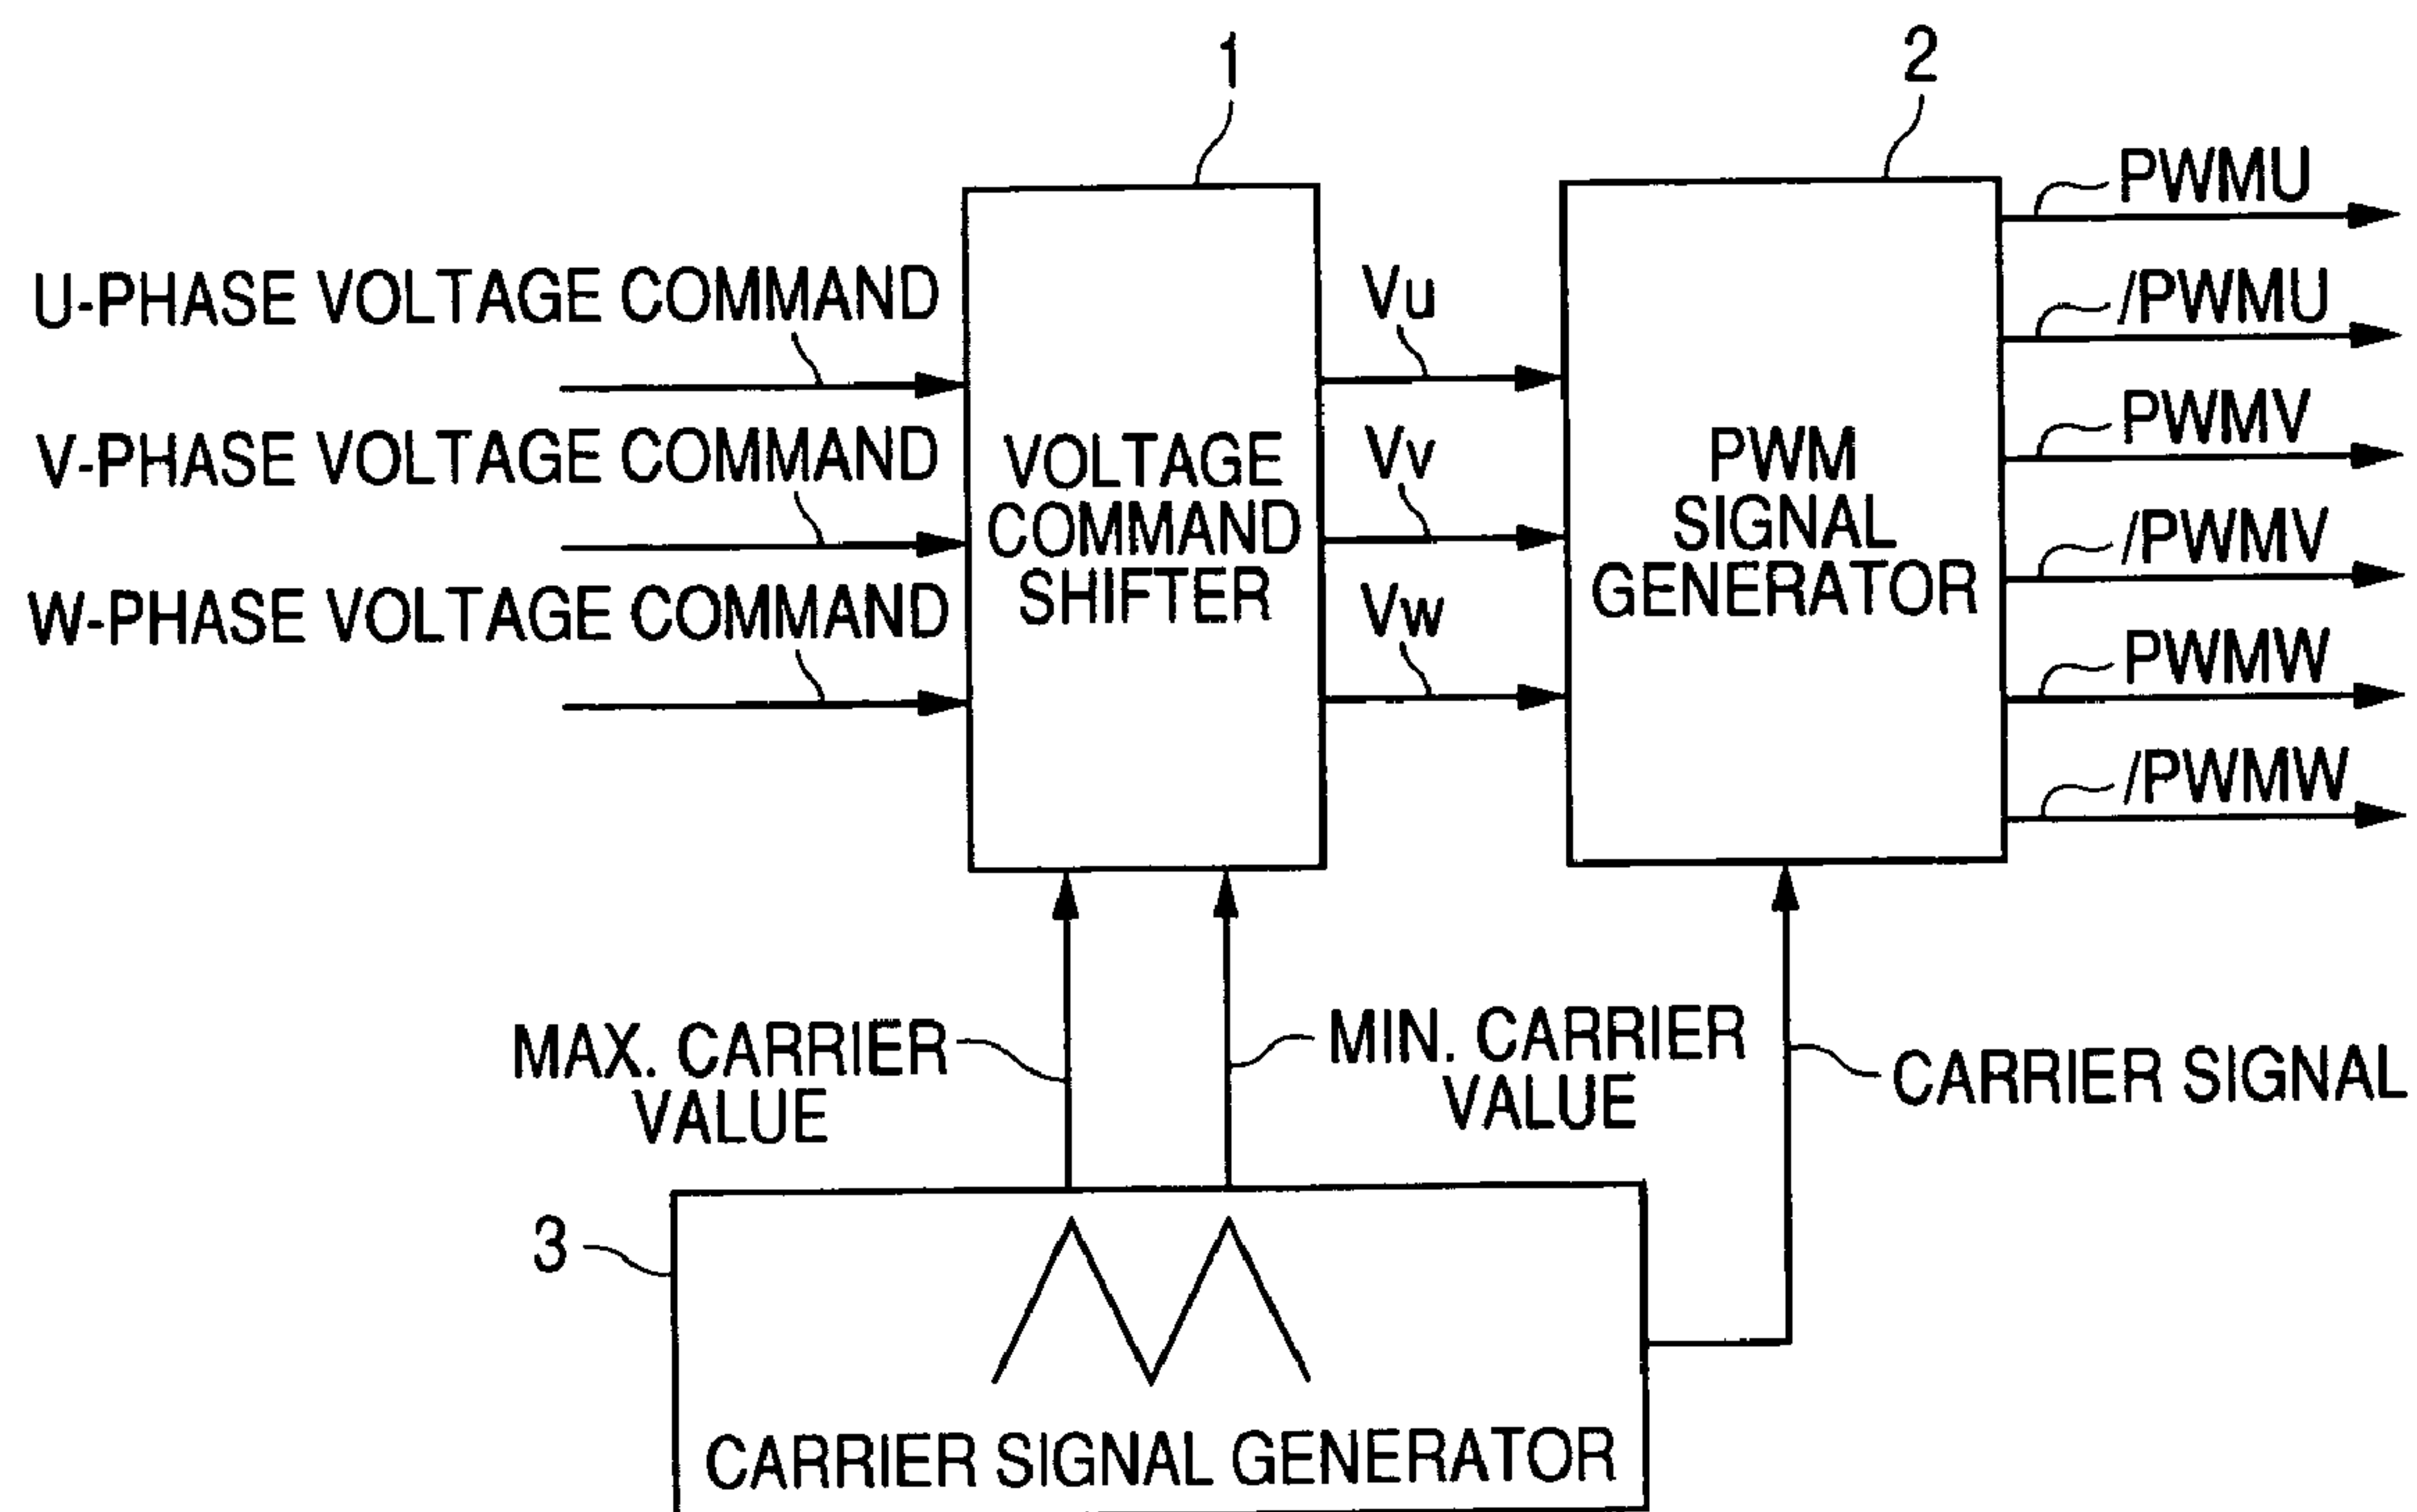 1
2
U-PHASE VOLTAGE COMMAND
V-PHASE VOLTAGE COMMAND
W-PHASE VOLTAGE COMMAND
VOLTAGE
COMMAND
SHIFTER
Vu
Vv
Vw
PWM
SIGNAL
GENERATOR
PWMU
/PWMU
PWMV
/PWMV
PWMW
/PWMW
MAX. CARRIER
VALUE
MIN. CARRIER
VALUE
CARRIER SIGNAL
3
CARRIER SIGNAL GENERATOR